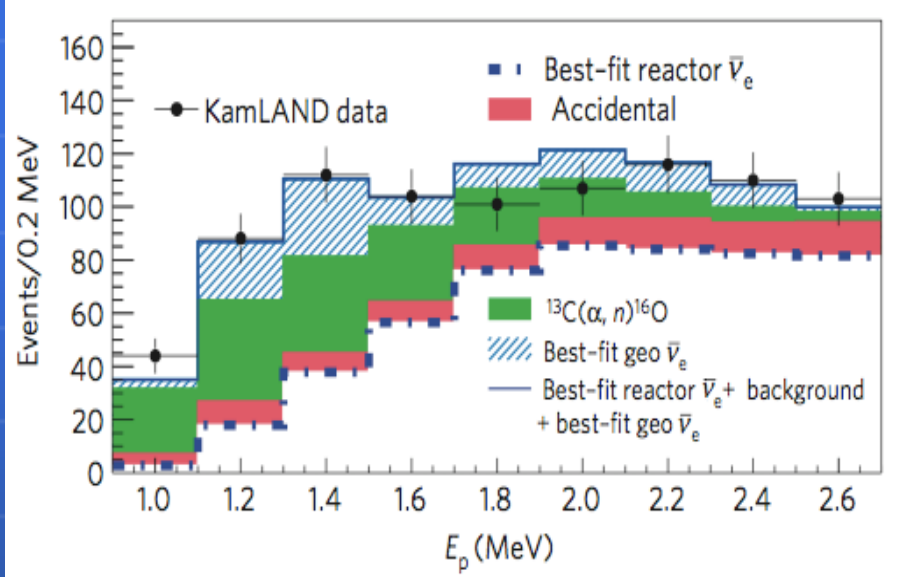 160
140
120
100
80
60
40
20
0
Events/0.2 MeV
KamLAND data
Best–fit reactor ν̅ₑ
Accidental
¹³C(α, n)¹⁶O
Best–fit geo ν̅ₑ
Best–fit reactor ν̅ₑ+ background
+ best–fit geo ν̅ₑ
1.0 1.2 1.4 1.6 1.8 2.0 2.2 2.4 2.6
Eₚ (MeV)